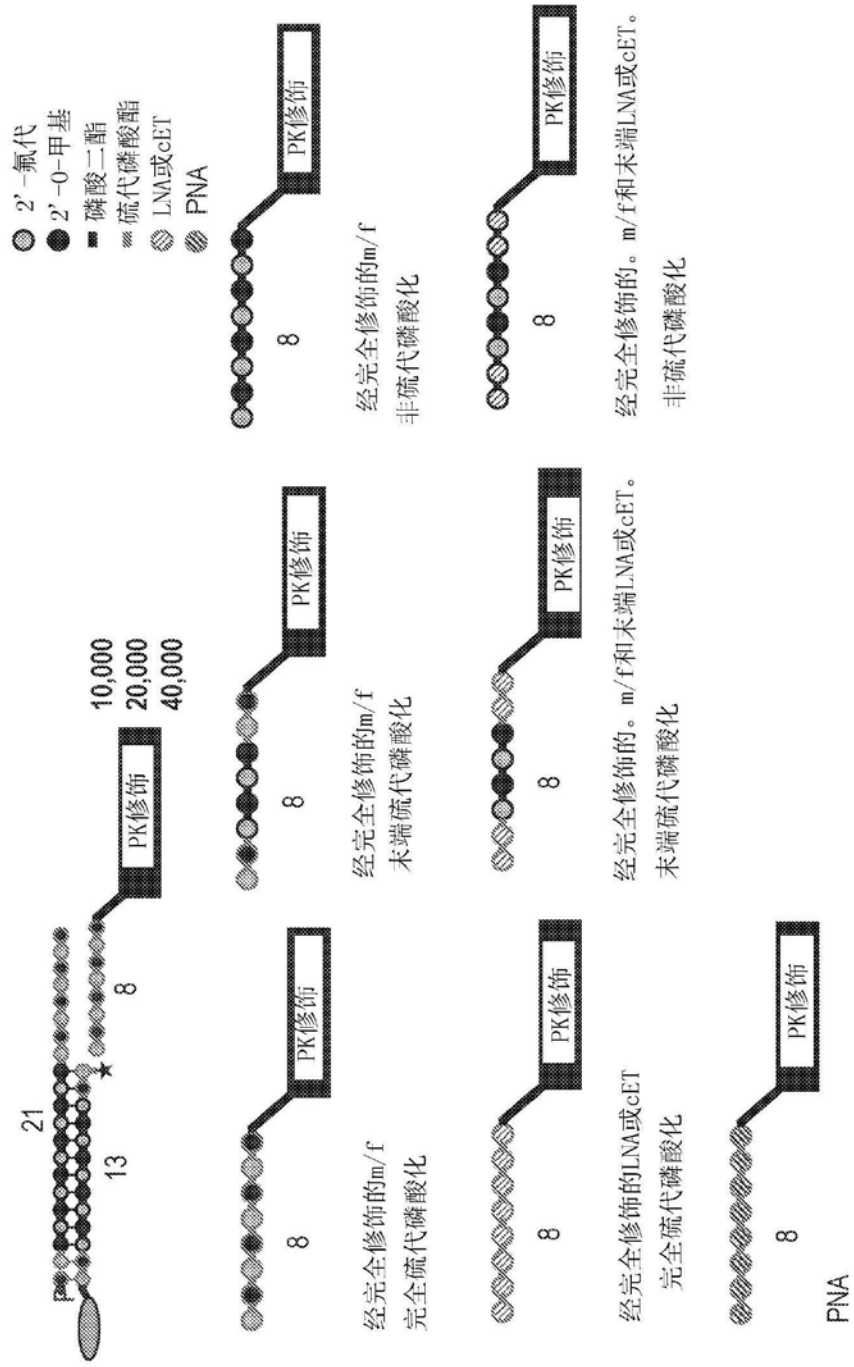 2'-氟代
2'-O-甲基
磷酸二酯
硫代磷酸酯
LNA或cET
PNA
21
13
8
PK修饰
10,000
20,000
40,000
8
PK修饰
经完全修饰的m/f
完全硫代磷酸化
8
PK修饰
经完全修饰的m/f
末端硫代磷酸化
8
PK修饰
经完全修饰的m/f
非硫代磷酸化
8
PK修饰
经完全修饰的LNA或cET
完全硫代磷酸化
8
PK修饰
经完全修饰的。m/f和末端LNA或cET。
末端硫代磷酸化
8
PK修饰
经完全修饰的。m/f和末端LNA或cET。
非硫代磷酸化
8
PK修饰
PNA